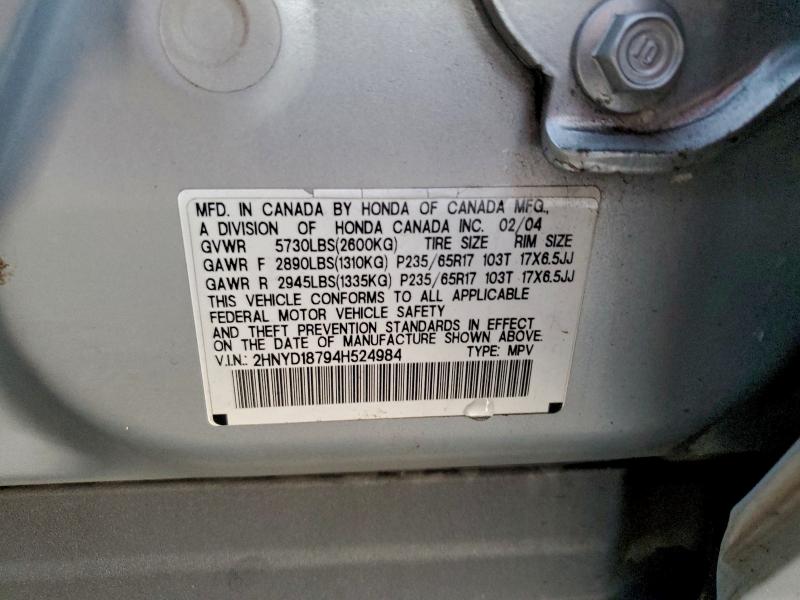 10
MFD. IN CANADA BY HONDA OF CANADA MFG.,
A DIVISION OF HONDA CANADA INC. 02/04
GVWR 5730LBS(2600KG) TIRE SIZE RIM SIZE
GAWR F 2890LBS(1310KG) P235/65R17 103T 17X6.5JJ
GAWR R 2945LBS(1335KG) P235/65R17 103T 17X6.5JJ
THIS VEHICLE CONFORMS TO ALL APPLICABLE
FEDERAL MOTOR VEHICLE SAFETY
AND THEFT PREVENTION STANDARDS IN EFFECT
ON THE DATE OF MANUFACTURE SHOWN ABOVE.
V.I.N.: 2HNYD18794H524984 TYPE: MPV